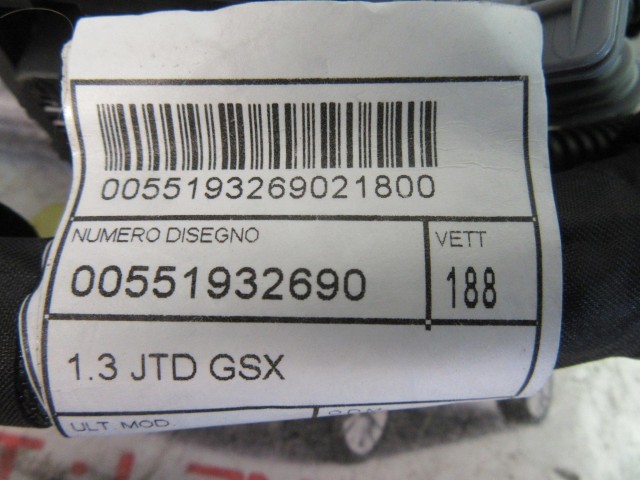 0055193269021800
NUMERO DISEGNO
VETT
00551932690
188
1.3 JTD GSX
ULT. MOD